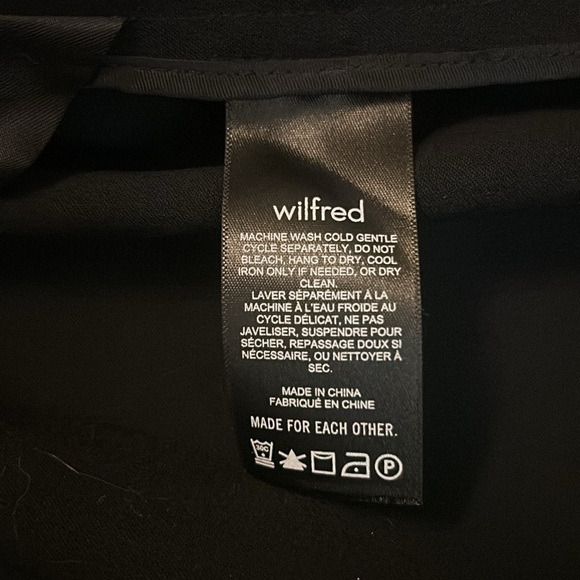 wilfred
MACHINE WASH COLD GENTLE
CYCLE SEPARATELY, DO NOT
BLEACH, HANG TO DRY, COOL
IRON ONLY IF NEEDED, OR DRY
CLEAN.
LAVER SÉPARÉMENT À LA
MACHINE À L'EAU FROIDE AU
CYCLE DÉLICAT, NE PAS
JAVELISER, SUSPENDRE POUR
SÉCHER, REPASSAGE DOUX SI
NÉCESSAIRE, OU NETTOYER À
SEC.
MADE IN CHINA
FABRIQUÉ EN CHINE
MADE FOR EACH OTHER.
30C P